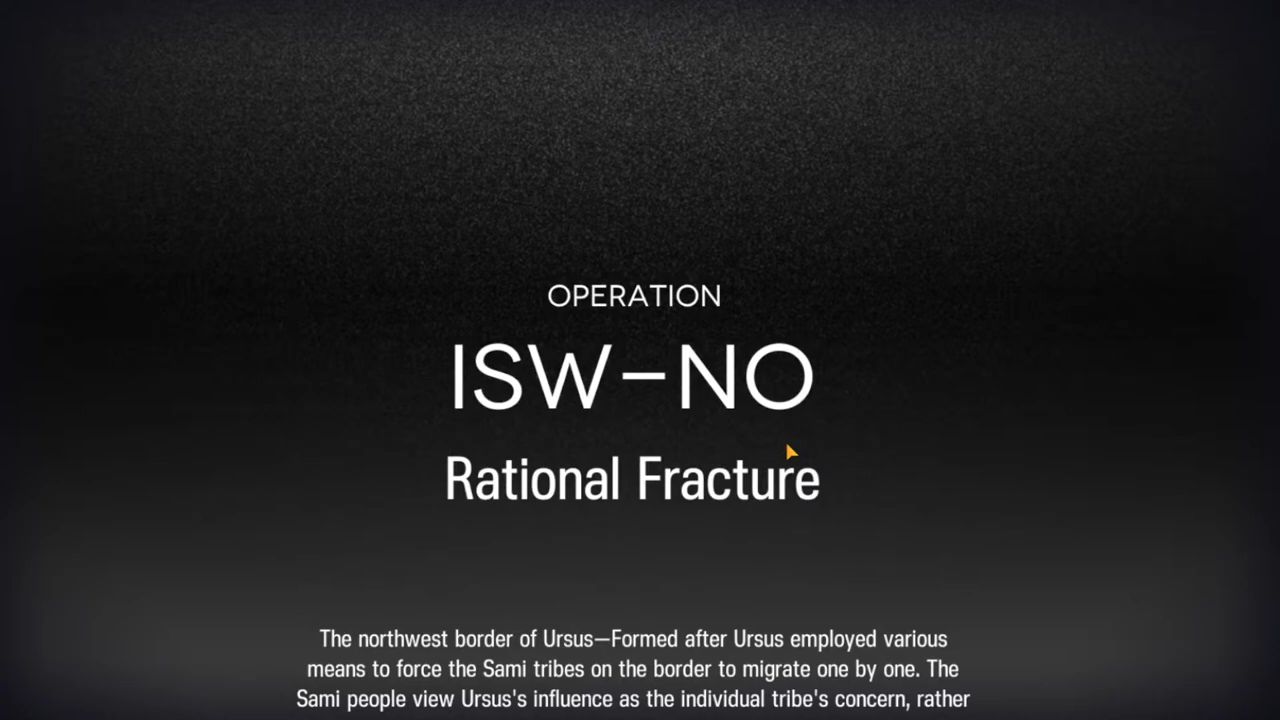 OPERATION
ISW-NO
Rational Fracture
The northwest border of Ursus—Formed after Ursus employed various
means to force the Sami tribes on the border to migrate one by one. The
Sami people view Ursus's influence as the individual tribe's concern, rather